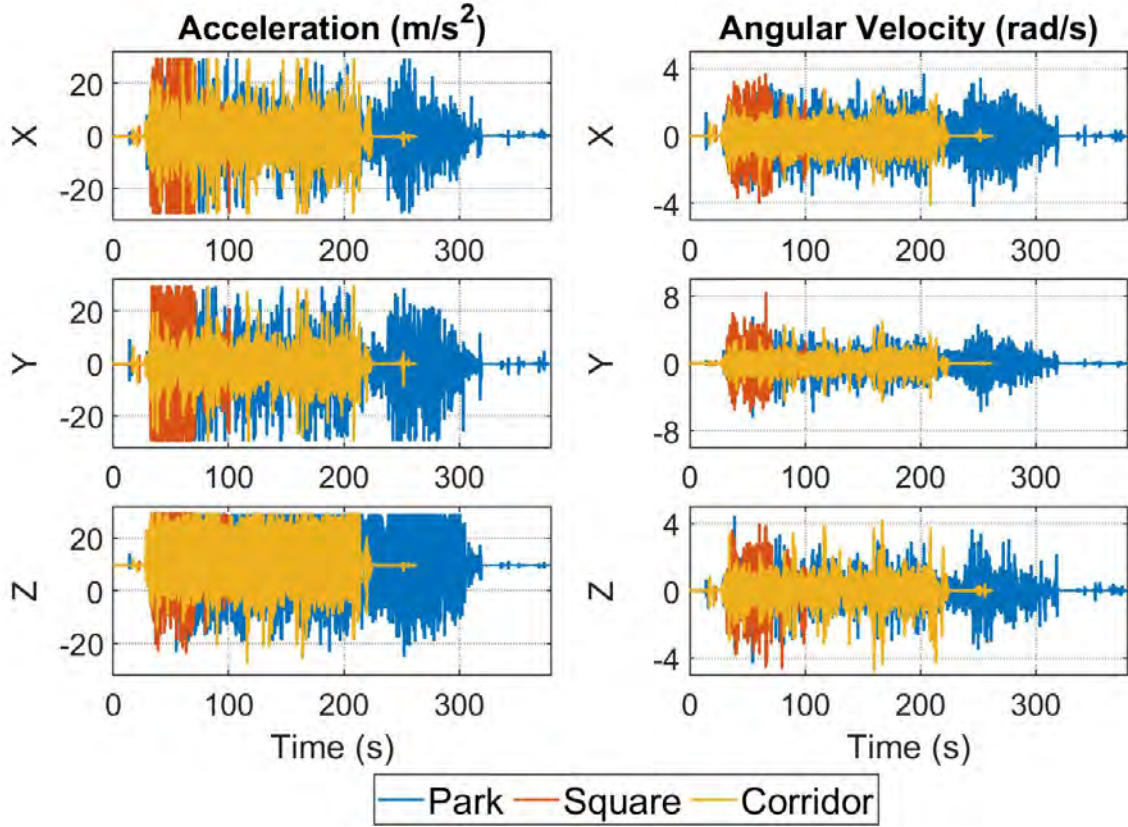 Acceleration (m/s²) Angular Velocity (rad/s)
X 20 0 -20 X 4 0 -4
0 100 200 300 0 100 200 300
Y 20 0 -20 Y 8 0 -8
0 100 200 300 0 100 200 300
Z 20 0 -20 Z 4 0 -4
0 100 200 300 0 100 200 300
Time (s) Time (s)
Park Square Corridor